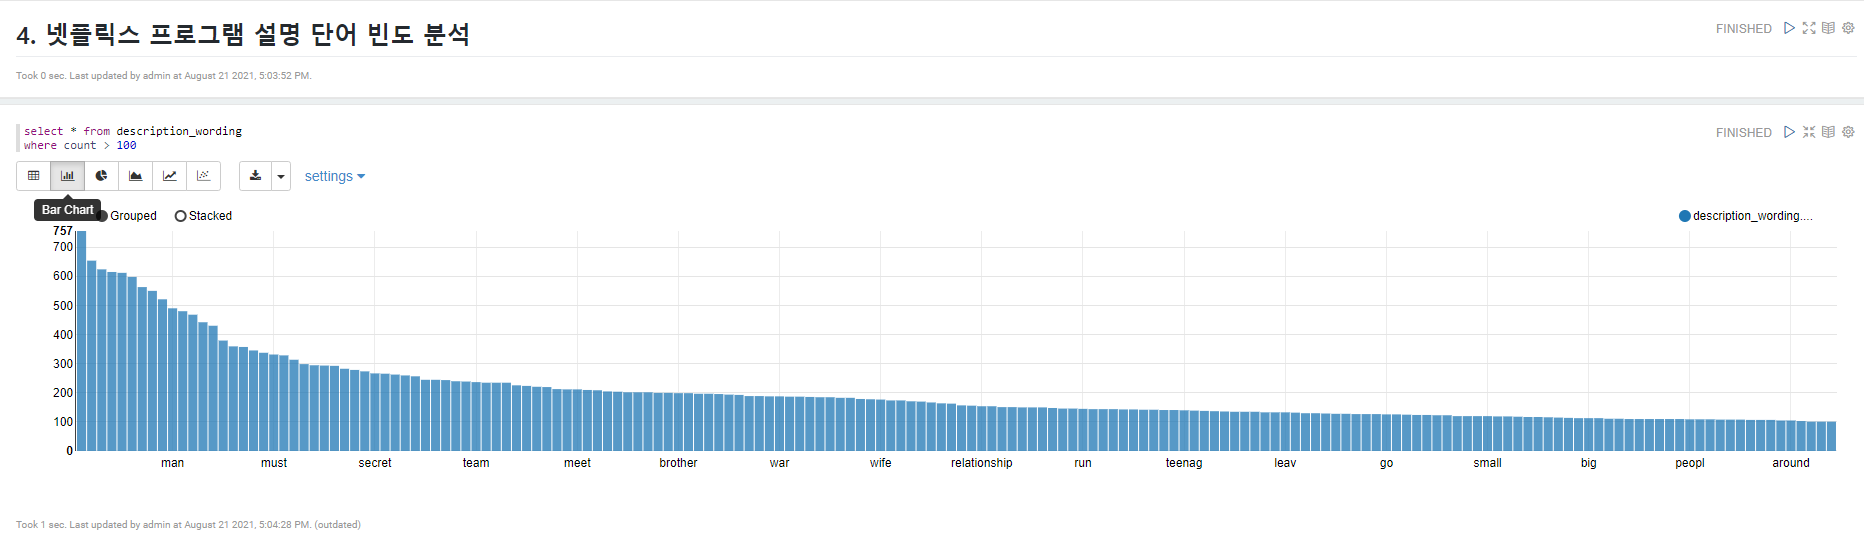 4. 넷플릭스 프로그램 설명 단어 빈도 분석
FINISHED
Took 0 sec. Last updated by admin at August 21 2021, 5:03:52 PM.
select * from description_wording
where count > 100
FINISHED
settings
Bar Chart
Grouped
Stacked
description_wording....
757
700
600
500
400
300
200
100
0
man must secret team meet brother war wife relationship run teenag leav go small big peopl around
Took 1 sec. Last updated by admin at August 21 2021, 5:04:28 PM. (outdated)